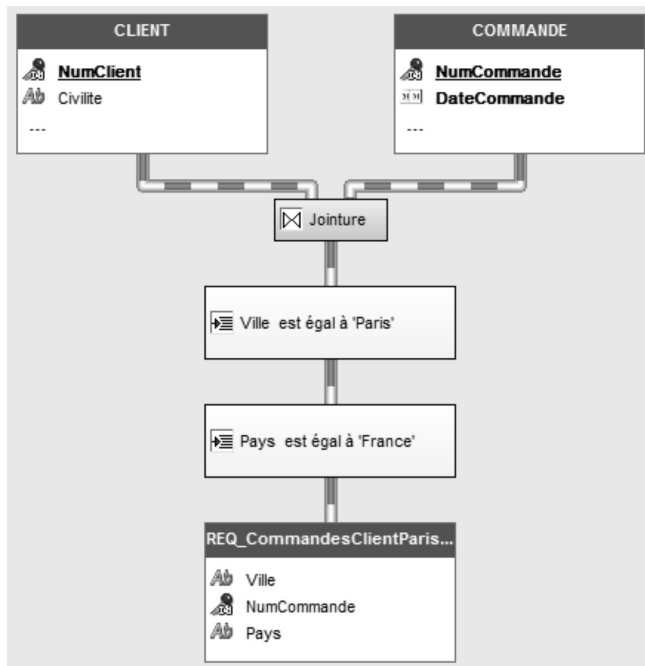 CLIENT
NumClient
Civilite
---
COMMANDE
NumCommande
DateCommande
---
Jointure
Ville est égal à 'Paris'
Pays est égal à 'France'
REQ_CommandesClientParis...
Ville
NumCommande
Pays